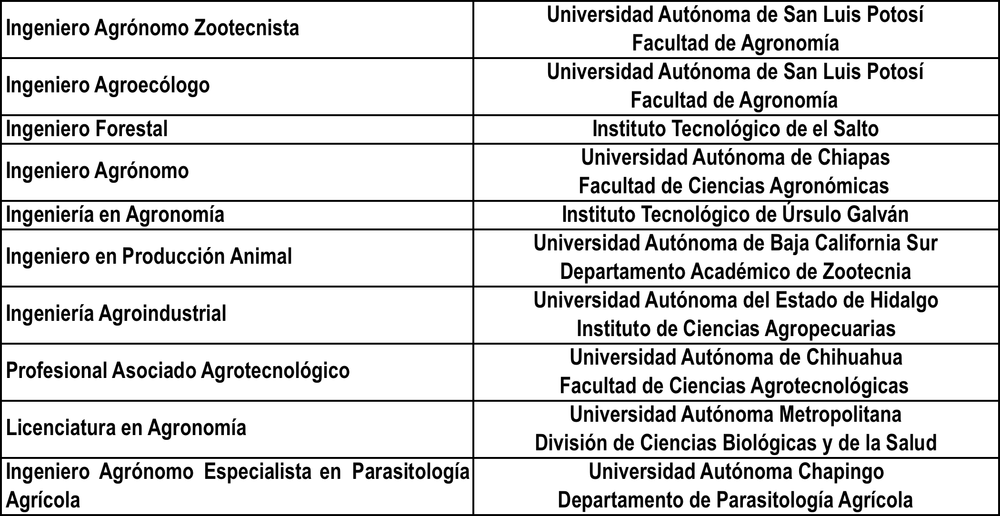 Ingeniero Agrónomo Zootecnista
Universidad Autónoma de San Luis Potosí
Facultad de Agronomía
Ingeniero Agroecólogo
Universidad Autónoma de San Luis Potosí
Facultad de Agronomía
Ingeniero Forestal
Instituto Tecnológico de el Salto
Ingeniero Agrónomo
Universidad Autónoma de Chiapas
Facultad de Ciencias Agronómicas
Ingeniería en Agronomía
Instituto Tecnológico de Úrsulo Galván
Ingeniero en Producción Animal
Universidad Autónoma de Baja California Sur
Departamento Académico de Zootecnia
Ingeniería Agroindustrial
Universidad Autónoma del Estado de Hidalgo
Instituto de Ciencias Agropecuarias
Profesional Asociado Agrotecnológico
Universidad Autónoma de Chihuahua
Facultad de Ciencias Agrotecnológicas
Licenciatura en Agronomía
Universidad Autónoma Metropolitana
División de Ciencias Biológicas y de la Salud
Ingeniero Agrónomo Especialista en Parasitología
Agrícola
Universidad Autónoma Chapingo
Departamento de Parasitología Agrícola